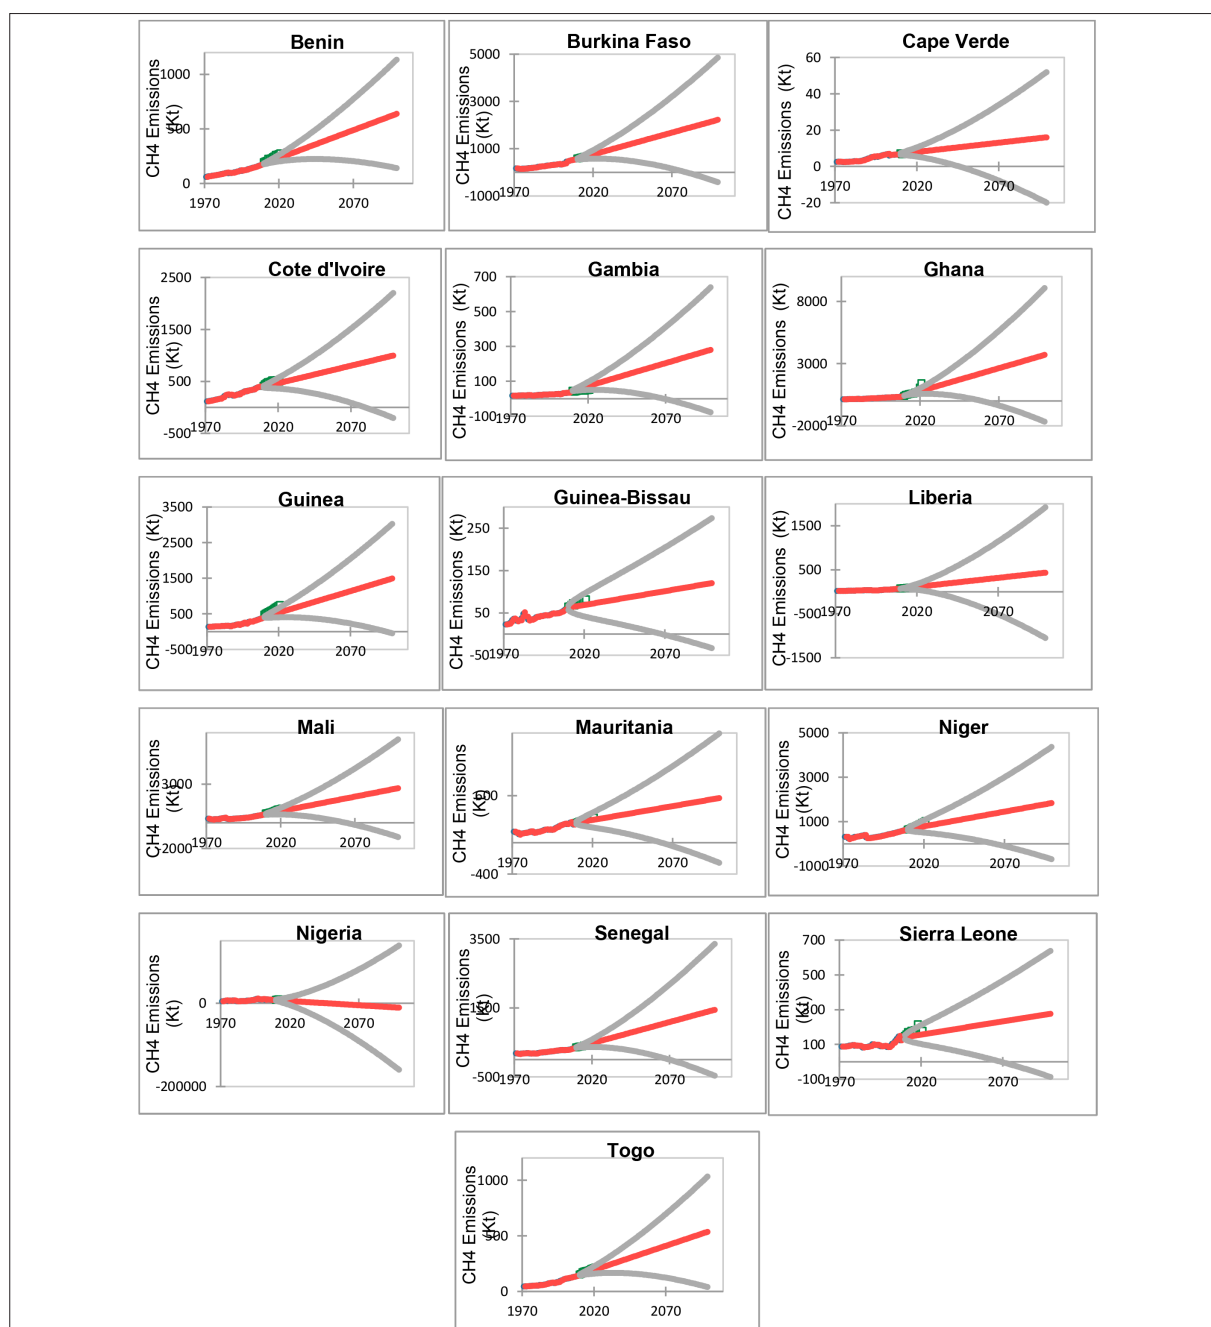 Benin
CH4 Emissions
(Kt)
1000
500
0
1970
2020
2070
Burkina Faso
CH4 Emissions
(Kt)
5000
3000
1000
-1000
1970
2020
2070
Cape Verde
CH4 Emissions (Kt)
60
40
20
0
-20
1970
2020
2070
Cote d'Ivoire
CH4 Emissions
(Kt)
2500
1500
500
-500
1970
2020
2070
Gambia
CH4 Emissions (Kt)
700
500
300
100
-100
1970
2020
2070
Ghana
CH4 Emissions (Kt)
8000
3000
-2000
1970
2020
2070
Guinea
CH4 Emissions (Kt)
3500
2500
1500
500
-500
1970
2020
2070
Guinea-Bissau
CH4 Emissions (Kt)
250
150
50
-50
1970
2020
2070
Liberia
CH4 Emissions (Kt)
1500
500
-500
-1500
1970
2020
2070
Mali
CH4 Emissions
(Kt)
3000
-2000
1970
2020
2070
Mauritania
CH4 Emissions
(Kt)
600
-400
1970
2020
2070
Niger
CH4 Emissions
(Kt)
5000
3000
1000
-1000
1970
2020
2070
Nigeria
CH4 Emissions
(Kt)
0
-200000
1970
2020
2070
Senegal
CH4 Emissions
(Kt)
3500
1500
-500
1970
2020
2070
Sierra Leone
CH4 Emissions
(Kt)
700
500
300
100
-100
1970
2020
2070
Togo
CH4 Emissions
(Kt)
1000
500
0
1970
2020
2070